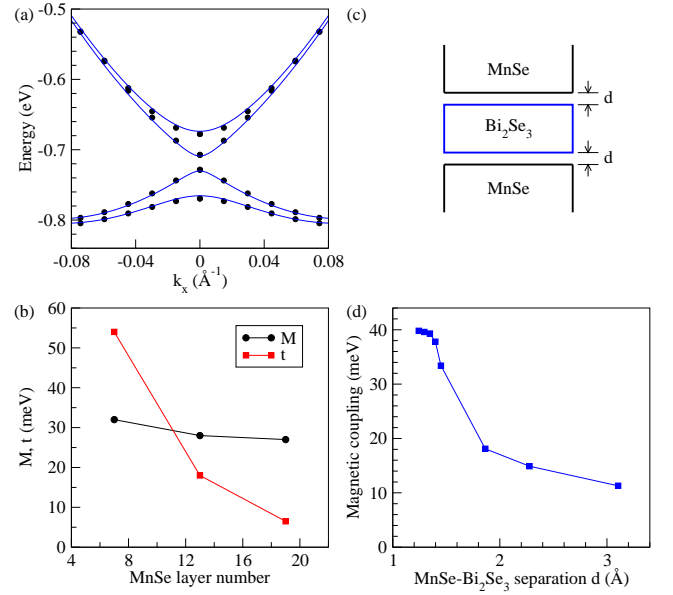 (a)
-0.5
-0.6
-0.7
-0.8
Energy (eV)
-0.08 -0.04 0 0.04 0.08
k_x (Å^-1)
(c)
MnSe
d
Bi_2Se_3
d
MnSe
(b)
60
50
40
30
20
10
0
M, t (meV)
M
t
4 8 12 16 20 24
MnSe layer number
(d)
40
30
20
10
0
Magnetic coupling (meV)
1 2 3
MnSe-Bi_2Se_3 separation d (Å)